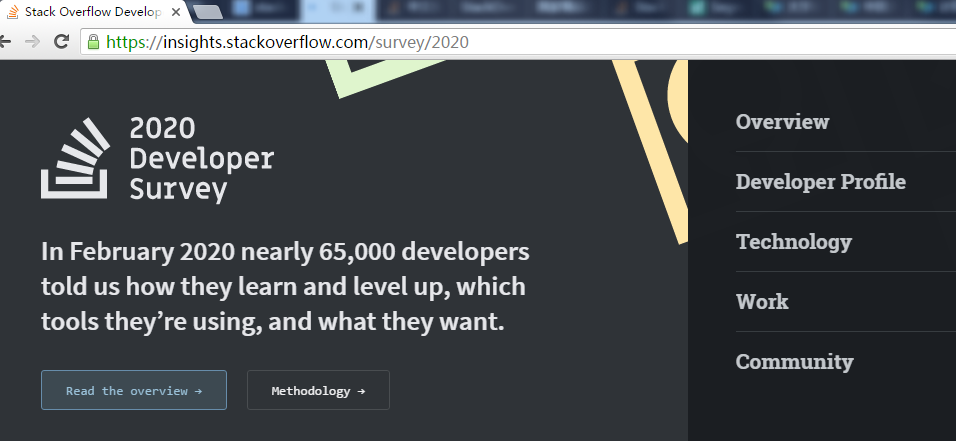 Stack Overflow Develop
https://insights.stackoverflow.com/survey/2020
2020
Developer
Survey
In February 2020 nearly 65,000 developers
told us how they learn and level up, which
tools they’re using, and what they want.
Read the overview →
Methodology →
Overview
Developer Profile
Technology
Work
Community